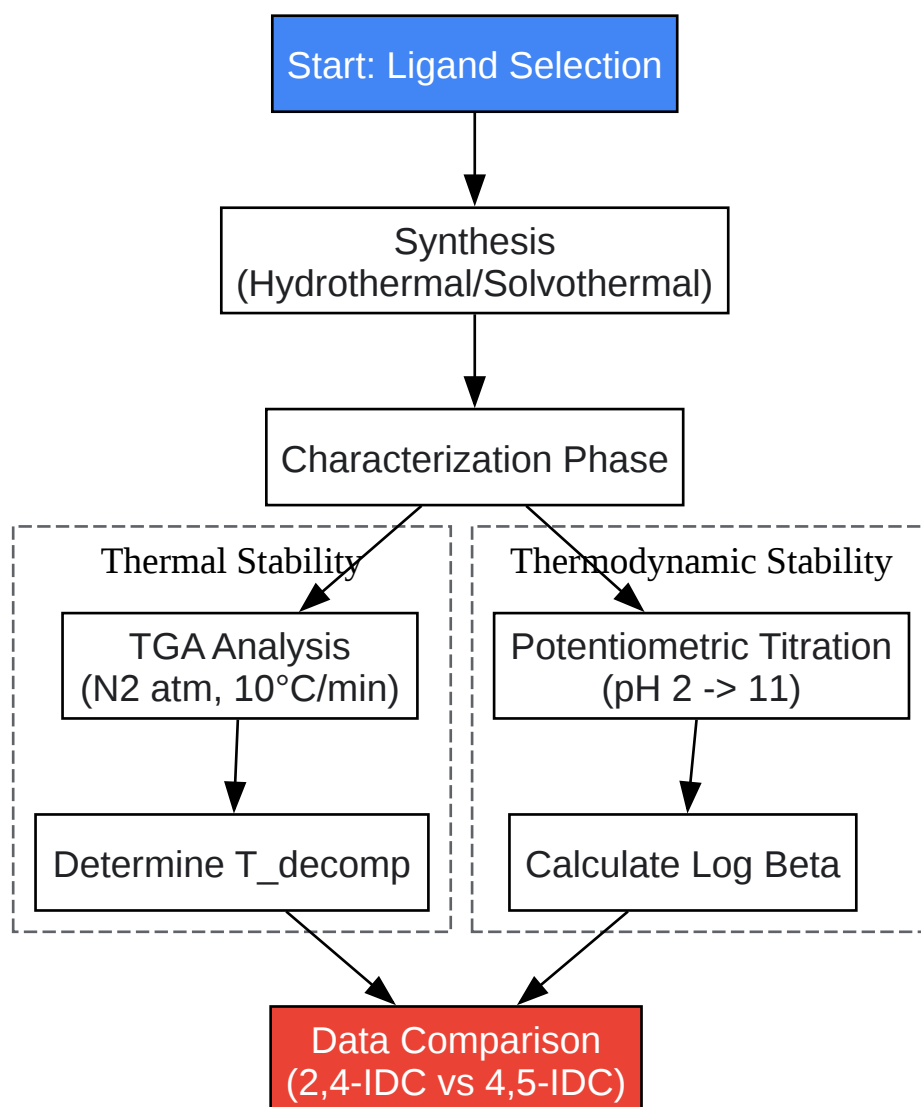 Start: Ligand Selection
Synthesis
(Hydrothermal/Solvothermal)
Characterization Phase
Thermal Stability
Thermodynamic Stability
TGA Analysis
(N2 atm, 10°C/min)
Potentiometric Titration
(pH 2 -> 11)
Determine T_decomp
Calculate Log Beta
Data Comparison
(2,4-IDC vs 4,5-IDC)